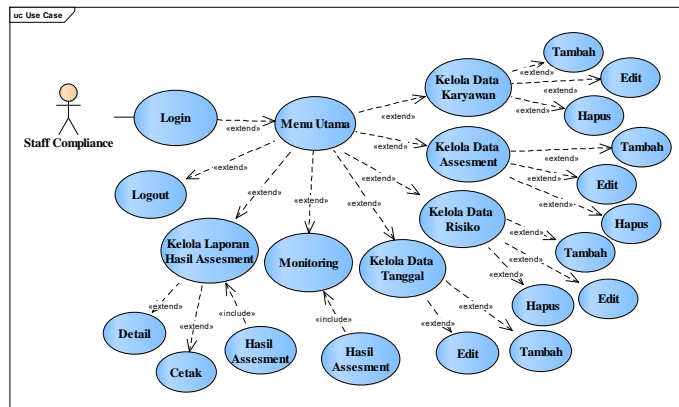 uc Use Case
Staff Compliance
Login
«extend»
Menu Utama
«extend»
Kelola Data
Karyawan
«extend»
Tambah
«extend»
Edit
«extend»
Hapus
«extend»
Kelola Data
Assesment
«extend»
Tambah
«extend»
Edit
«extend»
Hapus
«extend»
Logout
«extend»
Kelola Laporan
Hasil Assesment
«extend»
Detail
«extend»
Cetak
«include»
Hasil
Assesment
«extend»
Monitoring
«include»
Hasil
Assesment
«extend»
Kelola Data
Tanggal
«extend»
Edit
«extend»
Tambah
«extend»
Kelola Data
Risiko
«extend»
Tambah
«extend»
Edit
«extend»
Hapus